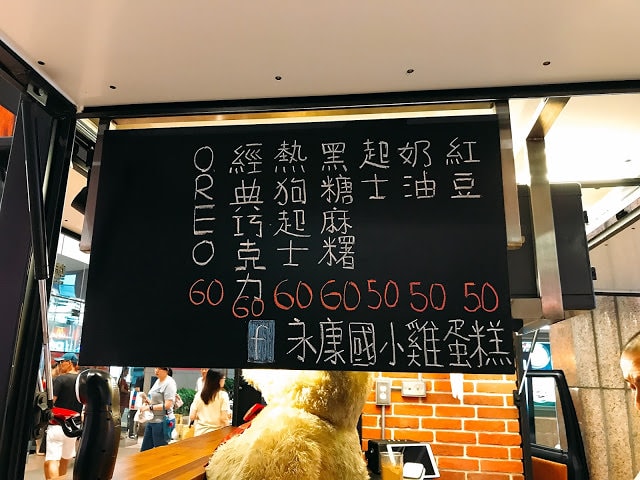 紅豆 50
奶油 50
起士 50
黑糖麻糬 60
熱狗起士 60
經典巧克力 60
OREO 60
f 永康國小雞蛋糕